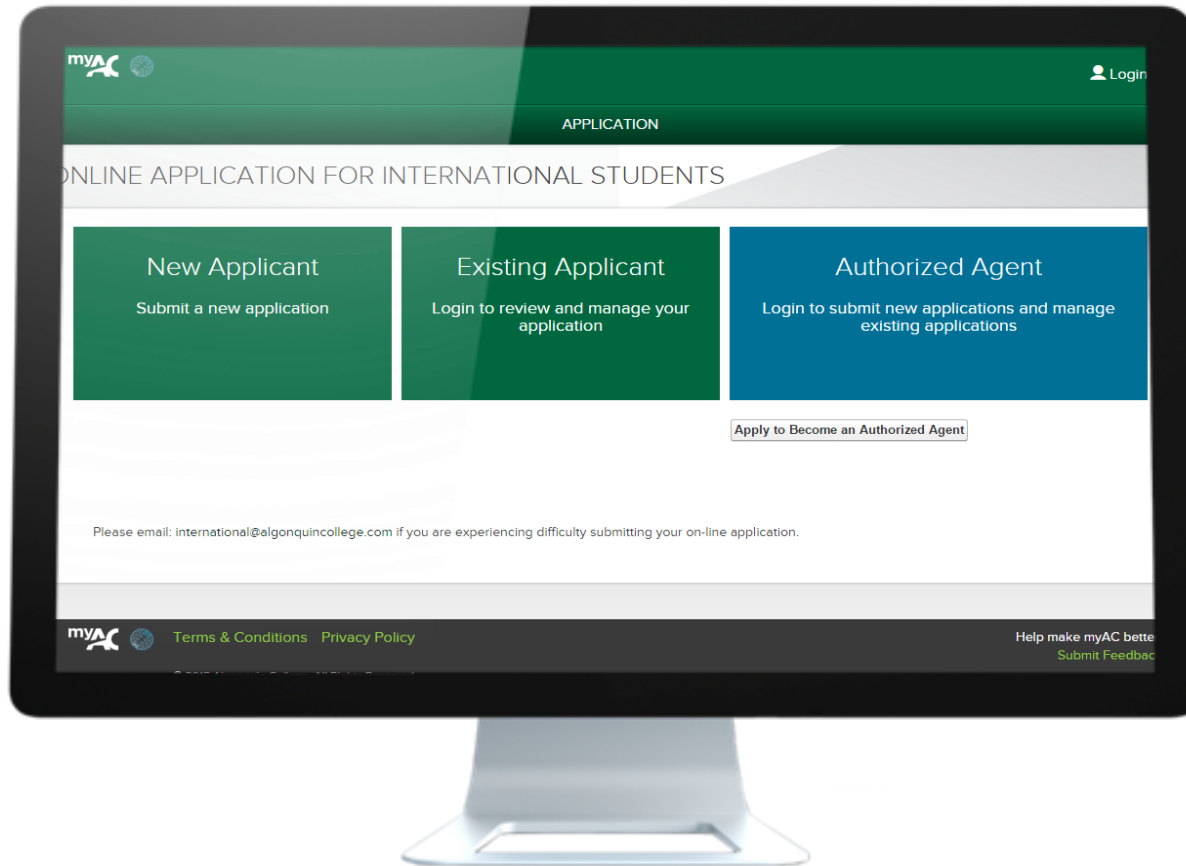 myAC
Login
APPLICATION
ONLINE APPLICATION FOR INTERNATIONAL STUDENTS
New Applicant
Submit a new application
Existing Applicant
Login to review and manage your
application
Authorized Agent
Login to submit new applications and manage
existing applications
Apply to Become an Authorized Agent
Please email: international@algonquincollege.com if you are experiencing difficulty submitting your on-line application.
myAC
Terms & Conditions Privacy Policy
Help make myAC bette
Submit Feedbac